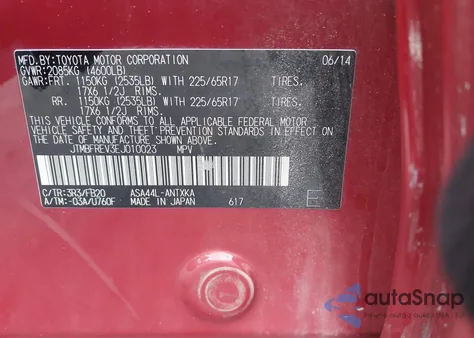 MFD.BY:TOYOTA MOTOR CORPORATION 06/14
GVWR:2085KG (4600LB)
GAWR:FRT. 1150KG (2535LB) WITH 225/65R17 TIRES.
17X6 1/2J RIMS.
RR. 1150KG (2535LB) WITH 225/65R17 TIRES.
17X6 1/2J RIMS.
THIS VEHICLE CONFORMS TO ALL APPLICABLE FEDERAL MOTOR
VEHICLE SAFETY AND THEFT PREVENTION STANDARDS IN EFFECT ON
THE DATE OF MANUFACTURE SHOWN ABOVE.
JTMBFREV3EJ010023 MPV
C/TR:3R3/FB20 ASA44L-ANTXKA
A/TM:-03A/U760F MADE IN JAPAN 617
E
autoSnap